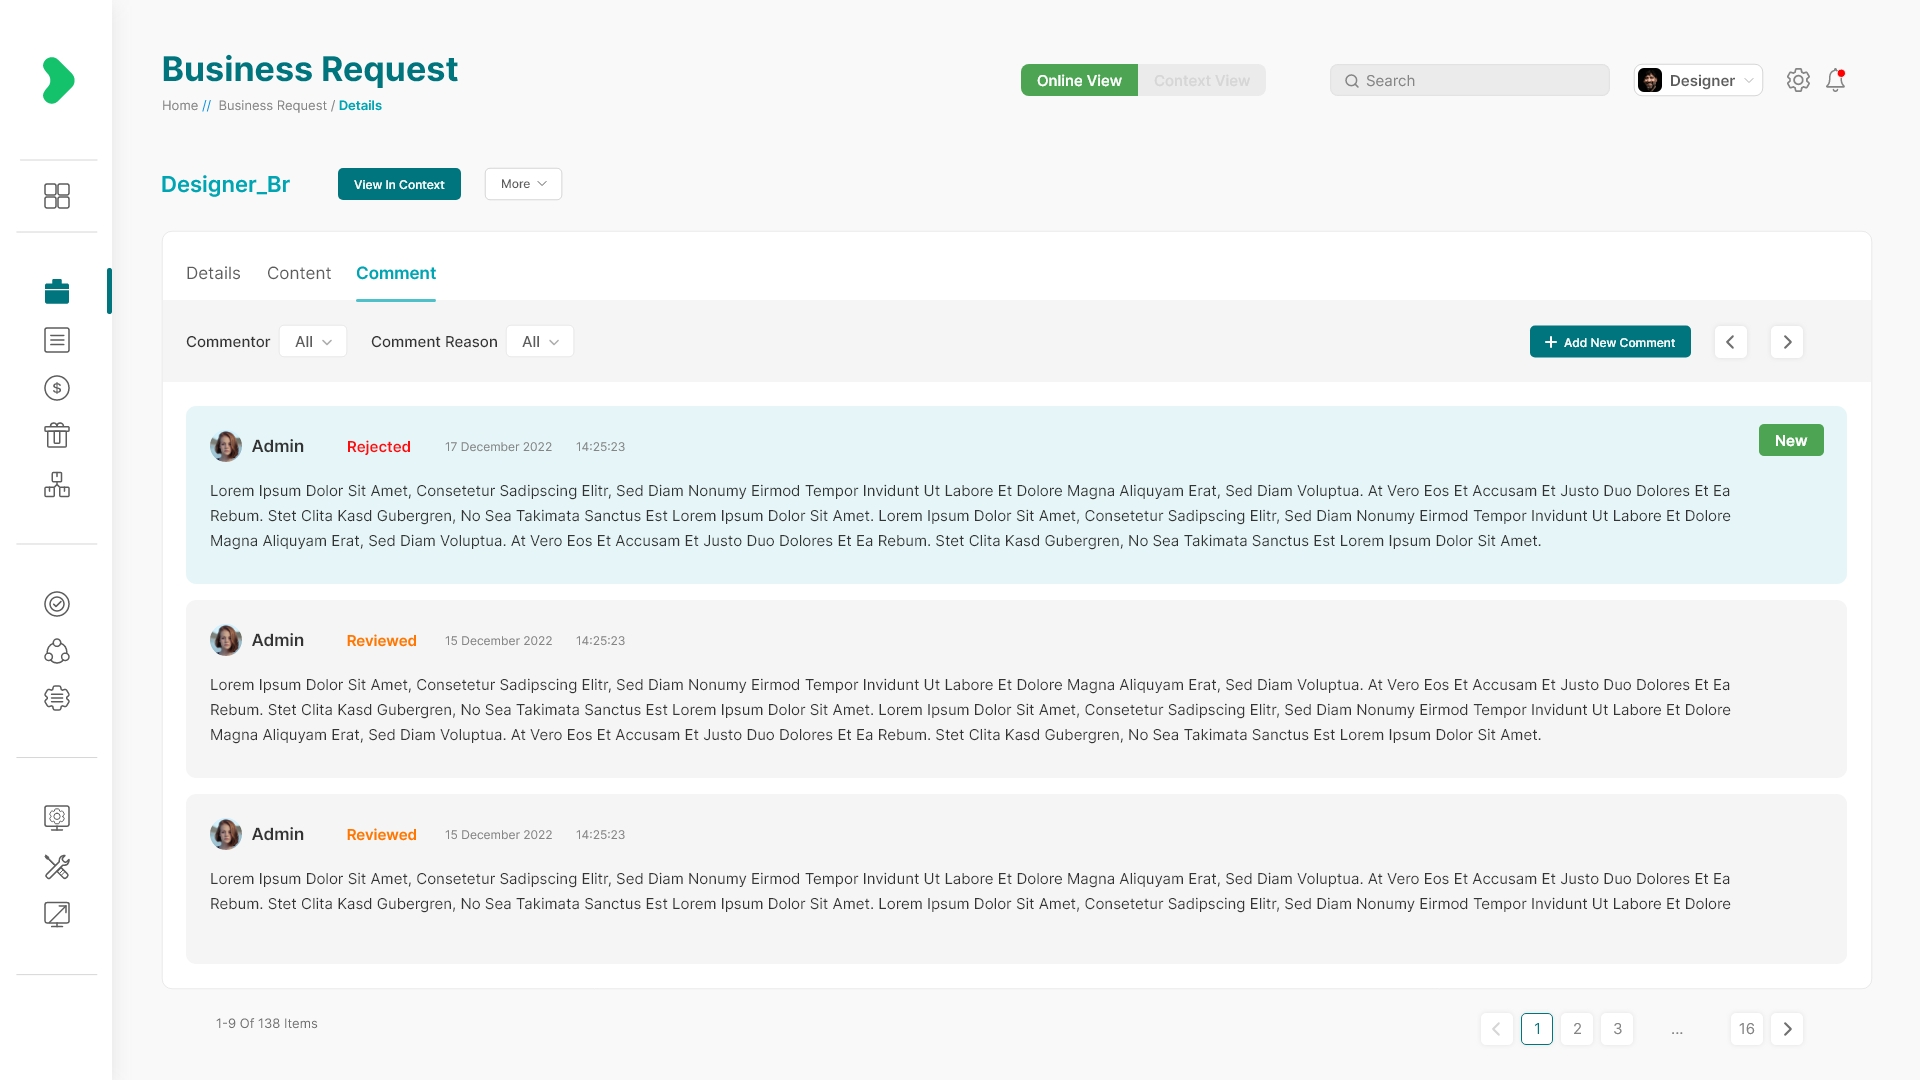 Business Request
Home // Business Request / Details
Online View
Context View
Search
Designer
Designer_Br
View In Context
More
Details
Content
Comment
Commentor
All
Comment Reason
All
Add New Comment
Admin
Rejected
17 December 2022
14:25:23
New
Lorem Ipsum Dolor Sit Amet, Consetetur Sadipscing Elitr, Sed Diam Nonumy Eirmod Tempor Invidunt Ut Labore Et Dolore Magna Aliquyam Erat, Sed Diam Voluptua. At Vero Eos Et Accusam Et Justo Duo Dolores Et Ea
Rebum. Stet Clita Kasd Gubergren, No Sea Takimata Sanctus Est Lorem Ipsum Dolor Sit Amet. Lorem Ipsum Dolor Sit Amet, Consetetur Sadipscing Elitr, Sed Diam Nonumy Eirmod Tempor Invidunt Ut Labore Et Dolore
Magna Aliquyam Erat, Sed Diam Voluptua. At Vero Eos Et Accusam Et Justo Duo Dolores Et Ea Rebum. Stet Clita Kasd Gubergren, No Sea Takimata Sanctus Est Lorem Ipsum Dolor Sit Amet.
Admin
Reviewed
15 December 2022
14:25:23
Lorem Ipsum Dolor Sit Amet, Consetetur Sadipscing Elitr, Sed Diam Nonumy Eirmod Tempor Invidunt Ut Labore Et Dolore Magna Aliquyam Erat, Sed Diam Voluptua. At Vero Eos Et Accusam Et Justo Duo Dolores Et Ea
Rebum. Stet Clita Kasd Gubergren, No Sea Takimata Sanctus Est Lorem Ipsum Dolor Sit Amet. Lorem Ipsum Dolor Sit Amet, Consetetur Sadipscing Elitr, Sed Diam Nonumy Eirmod Tempor Invidunt Ut Labore Et Dolore
Magna Aliquyam Erat, Sed Diam Voluptua. At Vero Eos Et Accusam Et Justo Duo Dolores Et Ea Rebum. Stet Clita Kasd Gubergren, No Sea Takimata Sanctus Est Lorem Ipsum Dolor Sit Amet.
Admin
Reviewed
15 December 2022
14:25:23
Lorem Ipsum Dolor Sit Amet, Consetetur Sadipscing Elitr, Sed Diam Nonumy Eirmod Tempor Invidunt Ut Labore Et Dolore Magna Aliquyam Erat, Sed Diam Voluptua. At Vero Eos Et Accusam Et Justo Duo Dolores Et Ea
Rebum. Stet Clita Kasd Gubergren, No Sea Takimata Sanctus Est Lorem Ipsum Dolor Sit Amet. Lorem Ipsum Dolor Sit Amet, Consetetur Sadipscing Elitr, Sed Diam Nonumy Eirmod Tempor Invidunt Ut Labore Et Dolore
1-9 Of 138 Items
1
2
3
...
16